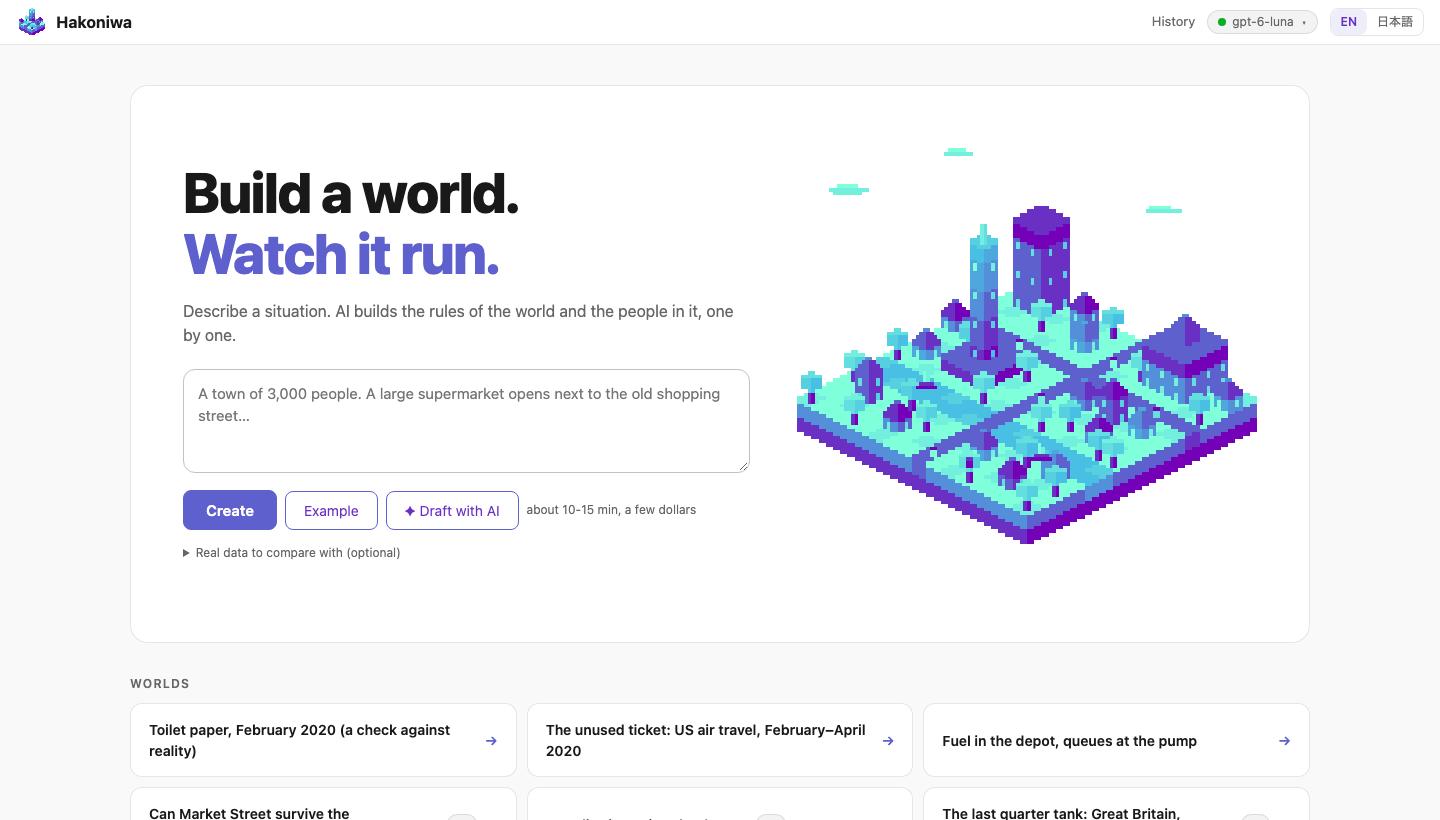 Hakoniwa
History
gpt-6-luna
EN
日本語
Build a world.
Watch it run.
Describe a situation. AI builds the rules of the world and the people in it, one
by one.
A town of 3,000 people. A large supermarket opens next to the old shopping
street...
Create
Example
✦ Draft with AI
about 10-15 min, a few dollars
Real data to compare with (optional)
WORLDS
Toilet paper, February 2020 (a check against
reality)
The unused ticket: US air travel, February–April
2020
Fuel in the depot, queues at the pump
Can Market Street survive the
The last quarter tank: Great Britain,